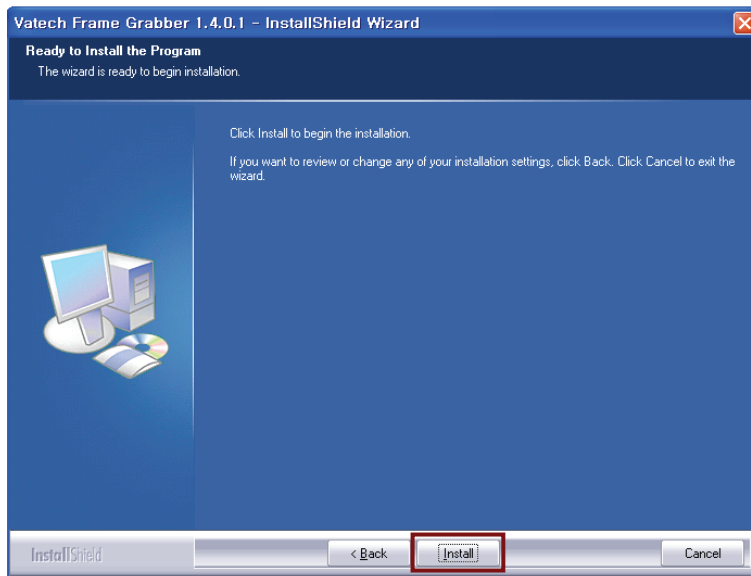 Vatech Frame Grabber 1.4.0.1 - InstallShield Wizard
Ready to Install the Program
The wizard is ready to begin installation.
Click Install to begin the installation.
If you want to review or change any of your installation settings, click Back. Click Cancel to exit the
wizard.
InstallShield
< Back
Install
Cancel